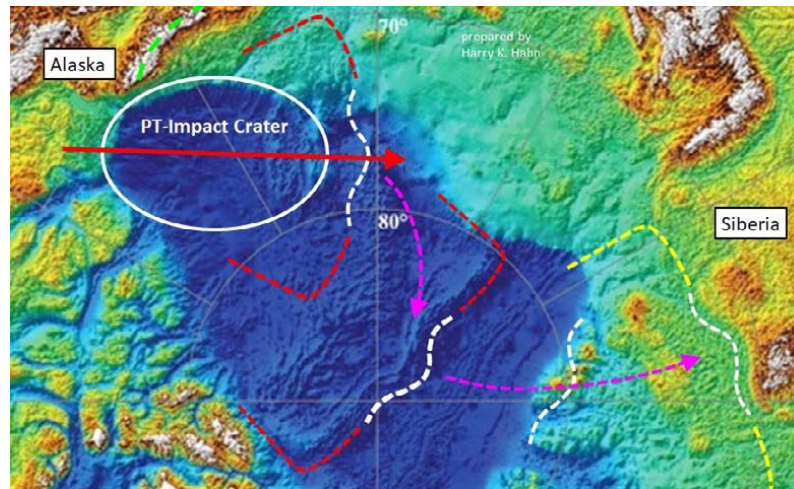 70°
prepared by
Harry K. Hahn
Alaska
PT-Impact Crater
80°
Siberia